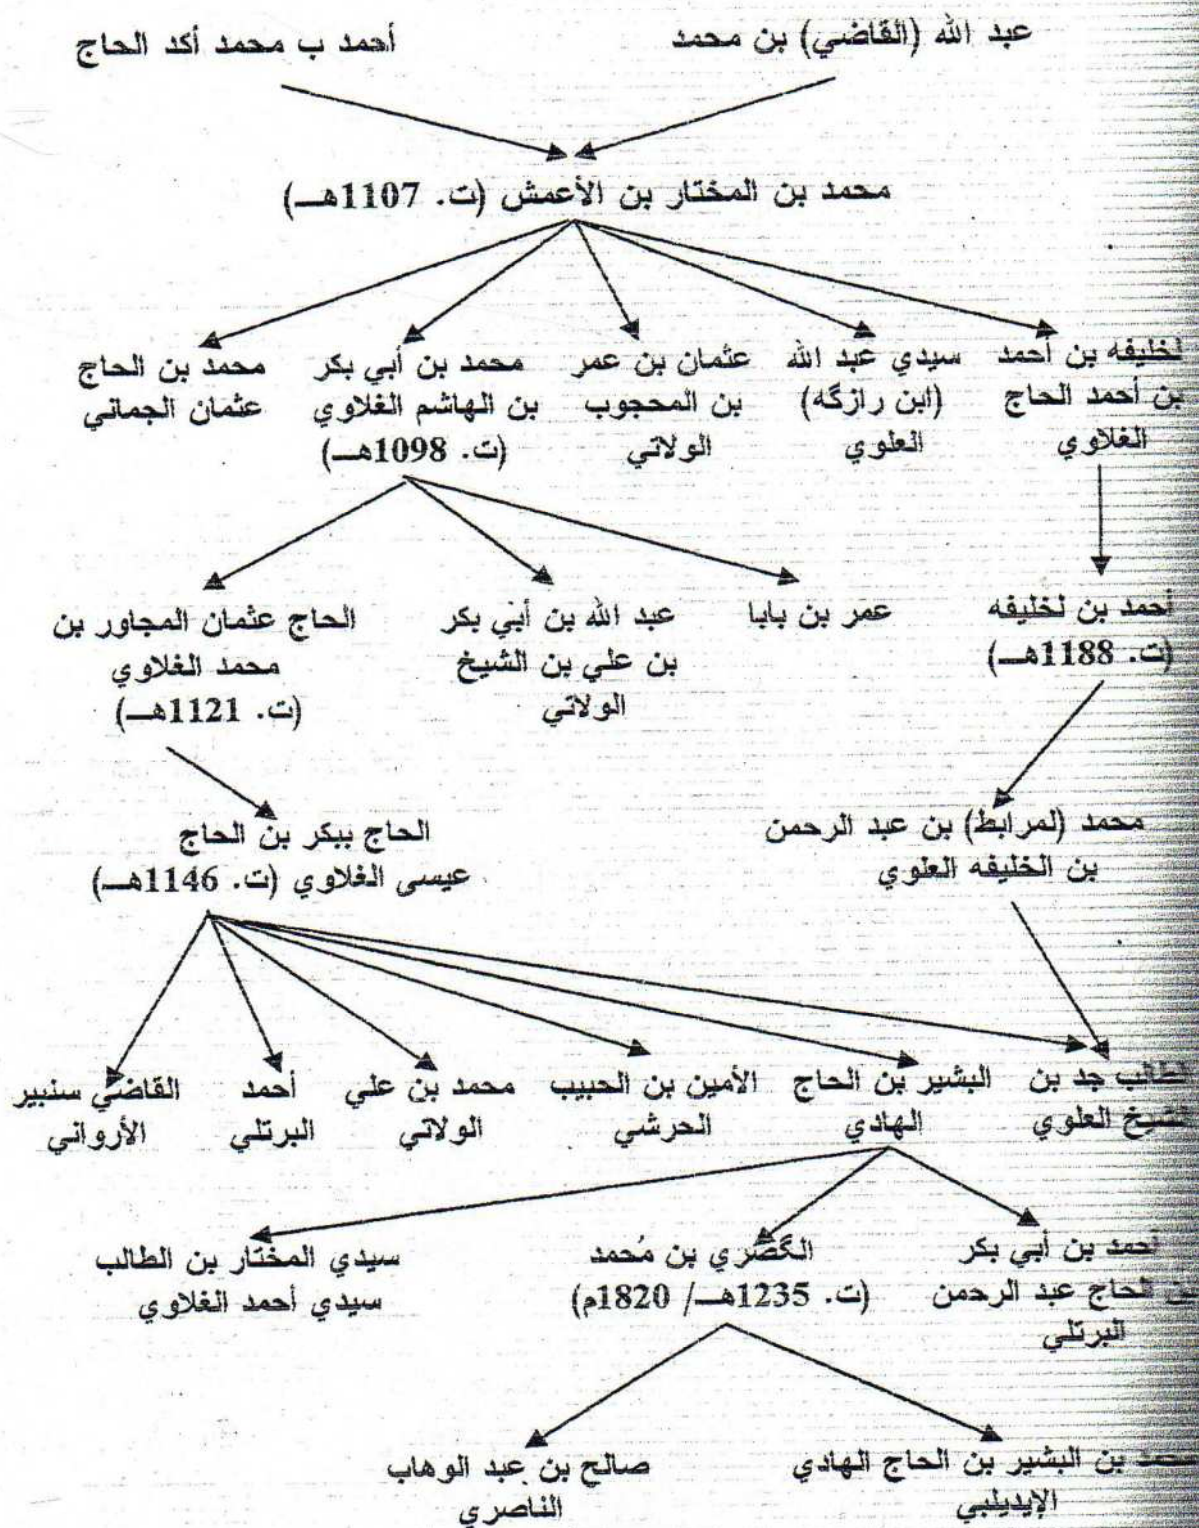 عبد الله (القاضي) بن محمد
أحمد ب محمد أكد الحاج
محمد بن المختار بن الأعمش (ت. 1107هـ)
لخليفه بن أحمد
بن أحمد الحاج
الغلاوي
سيدي عبد الله
(ابن رازگه)
العلوي
عثمان بن عمر
بن المحجوب
الولاتي
محمد بن أبي بكر
بن الهاشم الغلاوي
(ت. 1098هـ)
محمد بن الحاج
عثمان الجماني
أحمد بن لخليفه
(ت. 1188هـ)
عمر بن بابا
عبد الله بن أبي بكر
بن علي بن الشيخ
الولاتي
الحاج عثمان المجاور بن
محمد الغلاوي
(ت. 1121هـ)
محمد (لمرابط) بن عبد الرحمن
بن الخليفه العلوي
الحاج ببكر بن الحاج
عيسى الغلاوي (ت. 1146هـ)
الطالب جد بن
الشيخ العلوي
البشير بن الحاج
الهادي
الأمين بن الحبيب
الحرشي
محمد بن علي
الولاتي
أحمد
البرتلي
القاضي سنبير
الأرواني
أحمد بن أبي بكر
بن الحاج عبد الرحمن
البرتلي
الگصري بن مُحمد
(ت. 1235هـ/ 1820م)
سيدي المختار بن الطالب
سيدي أحمد الغلاوي
بن البشير بن الحاج الهادي
الإيديلبي
صالح بن عبد الوهاب
الناصري